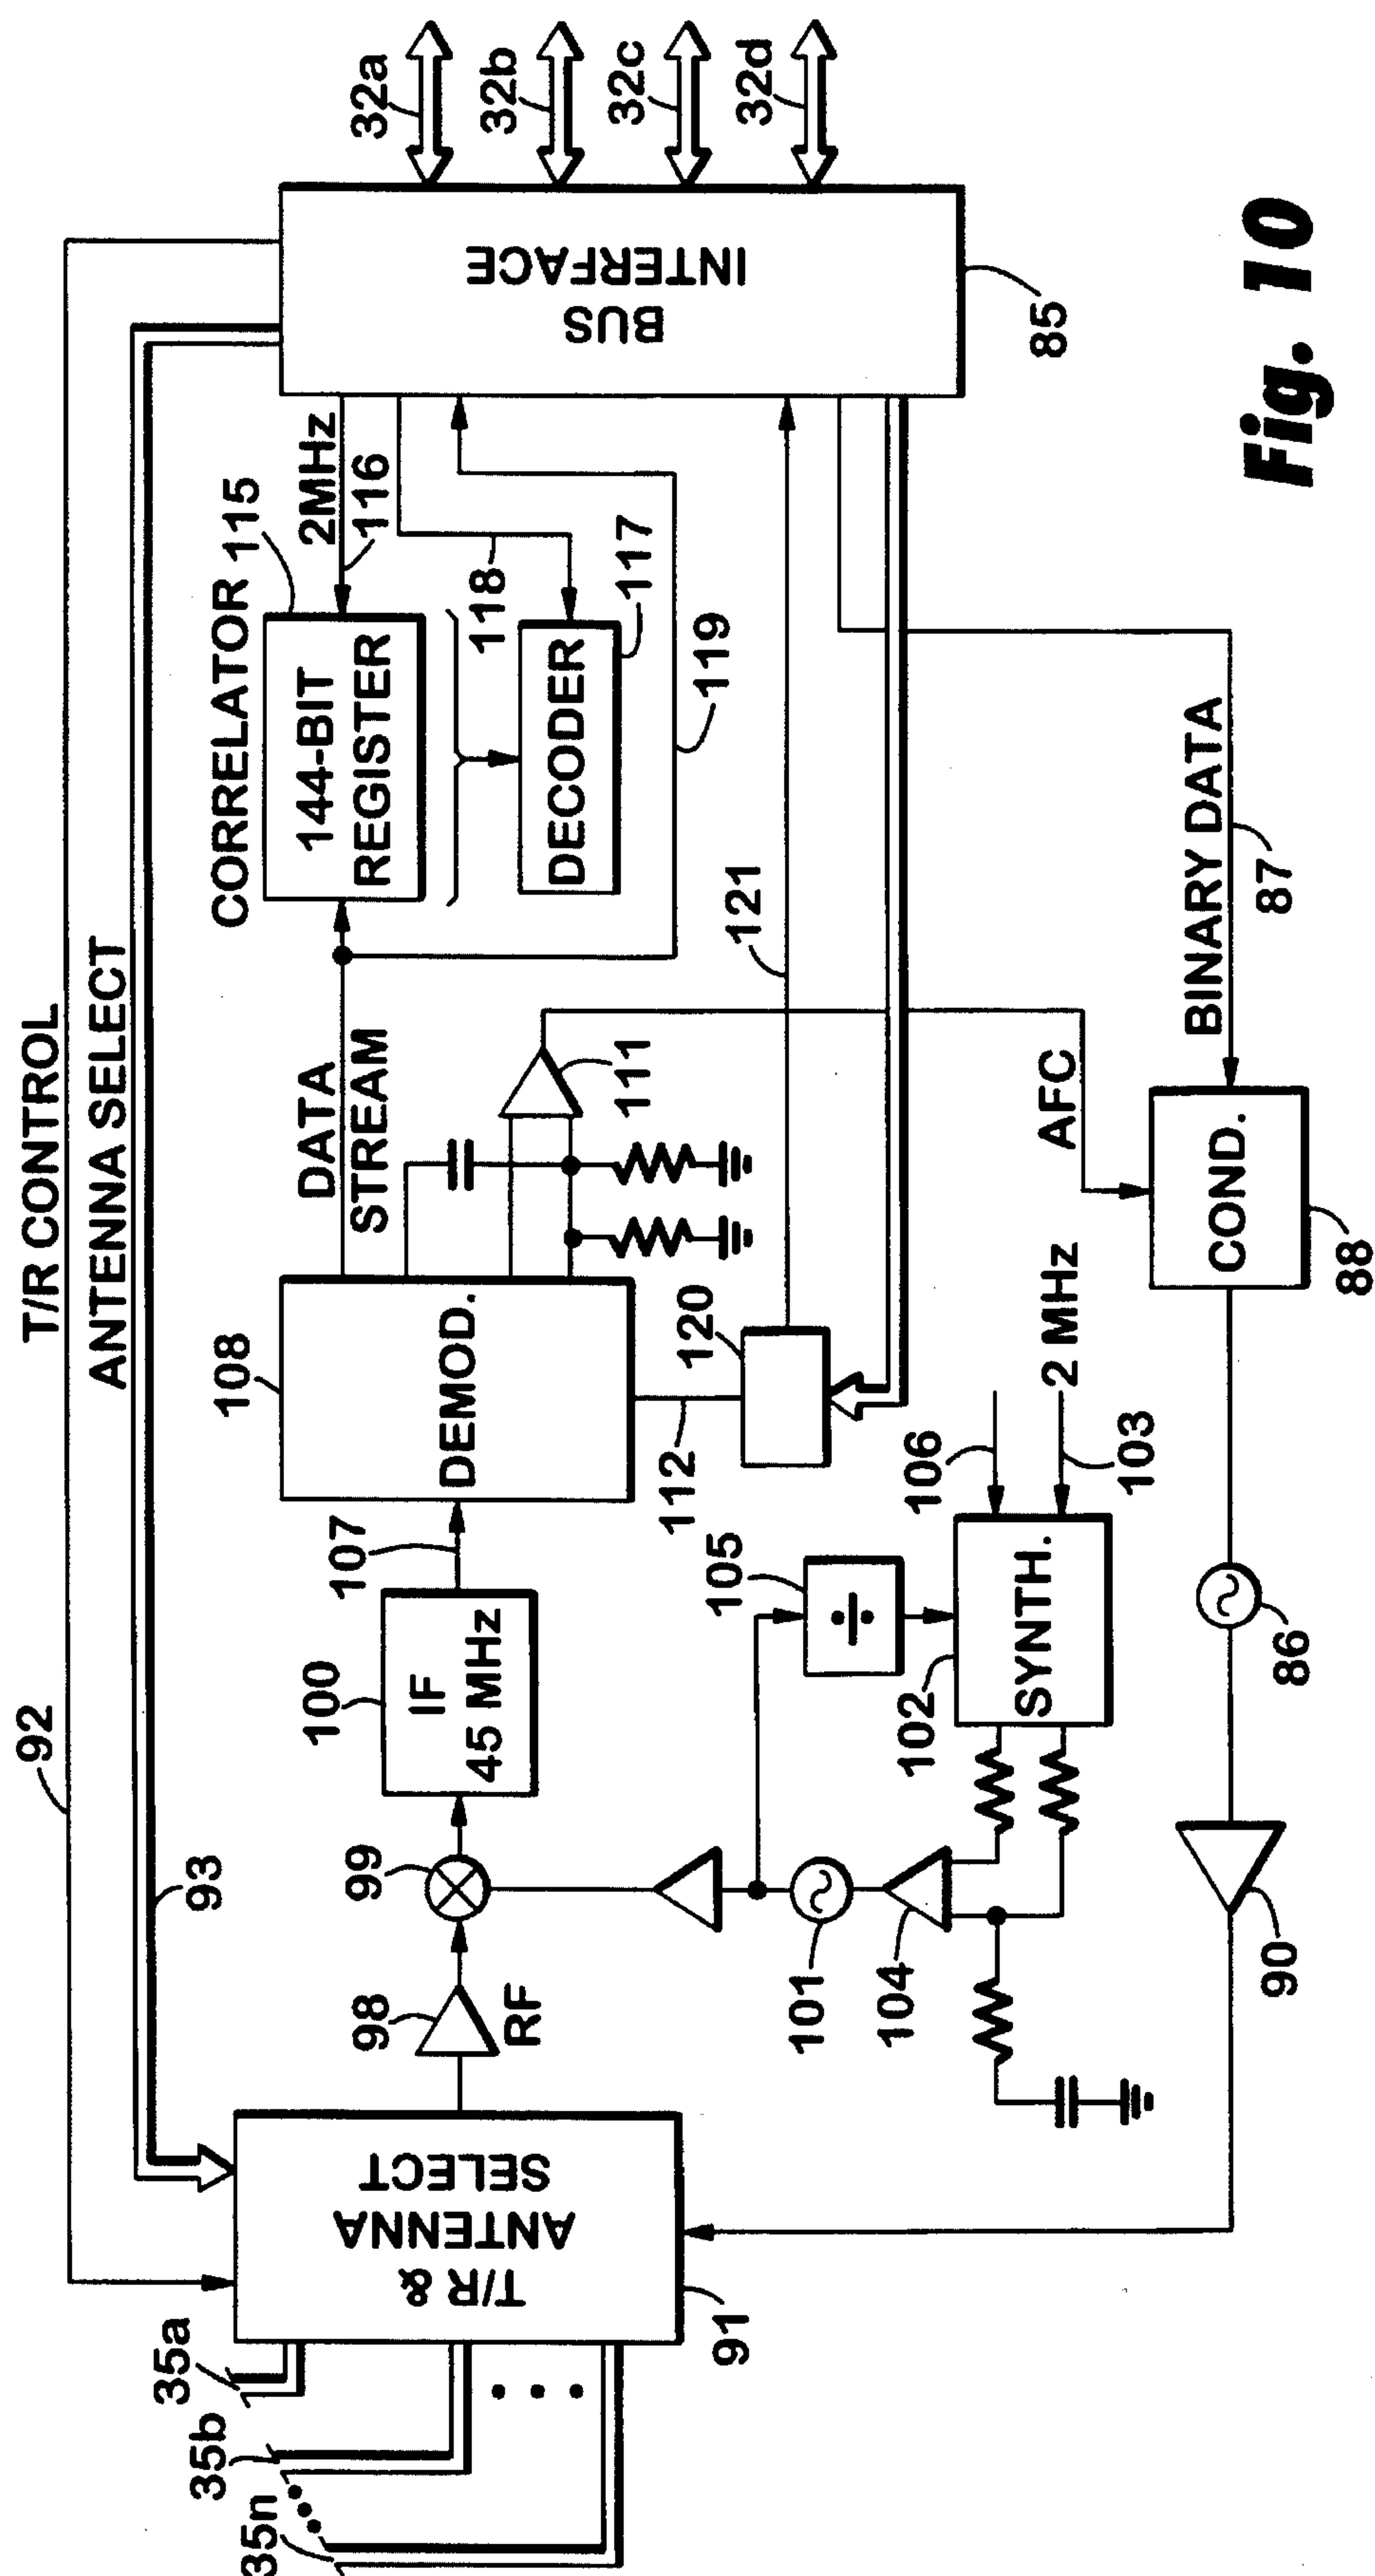 T/R CONTROL
ANTENNA SELECT
92
93
35a
35b
35n
T/R &
ANTENNA
SELECT
91
98
RF
99
100
IF
45 MHz
107
108
DEMOD.
DATA
STREAM
111
CORRELATOR
115
144-BIT
REGISTER
2MHz
116
118
DECODER
117
119
BUS
INTERFACE
85
32a
32b
32c
32d
112
120
121
101
104
105
÷
102
SYNTH.
106
2 MHz
103
AFC
BINARY DATA
87
COND.
88
86
90
Fig. 10